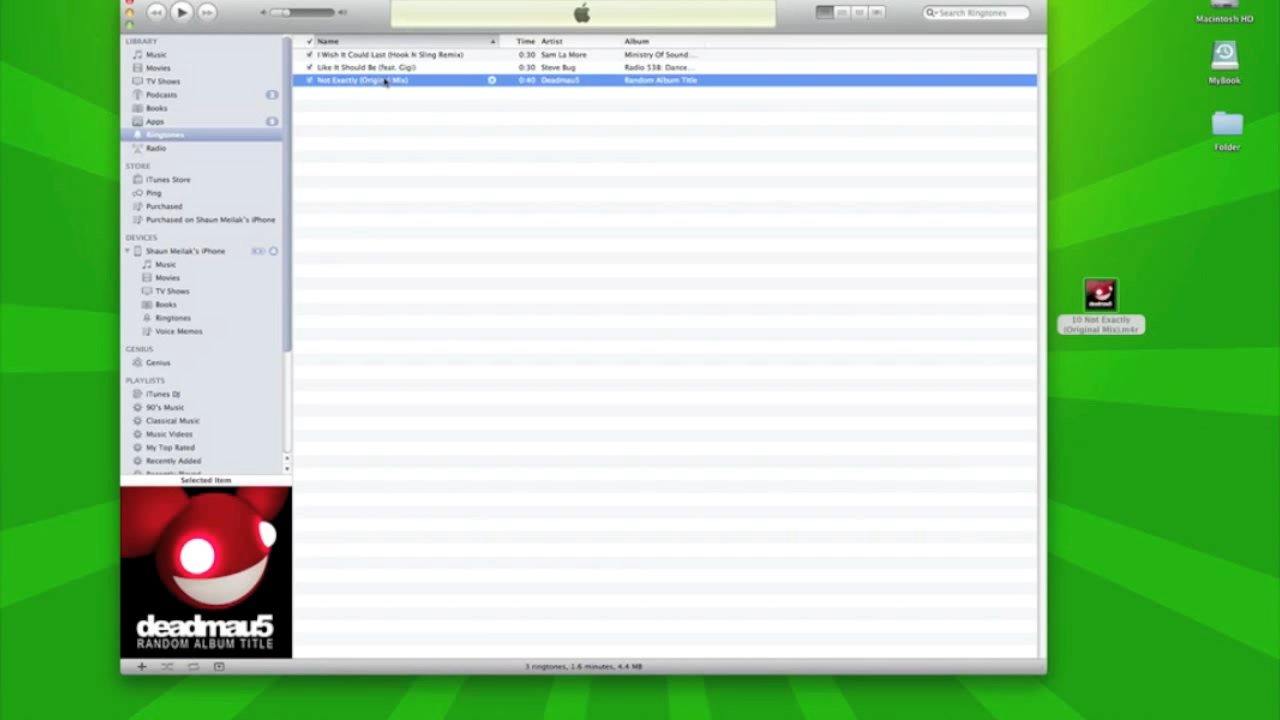 Search Ringtones
Macintosh HD
LIBRARY
Name Time Artist Album
Music
I Wish It Could Last (Hook N Sling Remix) 0:30 Sam La More Ministry Of Sound:...
Movies
Like It Should Be (feat. Gigi) 0:30 Steve Bug Radio 538: Dance...
TV Shows
Not Exactly (Original Mix) 0:40 Deadmau5 Random Album Title
MyBook
Podcasts
Books
Apps
Ringtones
Radio
Folder
STORE
iTunes Store
Ping
Purchased
Purchased on Shaun Meilak's iPhone
DEVICES
Shaun Meilak's iPhone
Music
Movies
TV Shows
Books
Ringtones
Voice Memos
10 Not Exactly
(Original Mix).m4r
GENIUS
Genius
PLAYLISTS
iTunes DJ
90's Music
Classical Music
Music Videos
My Top Rated
Recently Added
Selected Item
deadmau5
RANDOM ALBUM TITLE
3 ringtones, 1.6 minutes, 4.4 MB